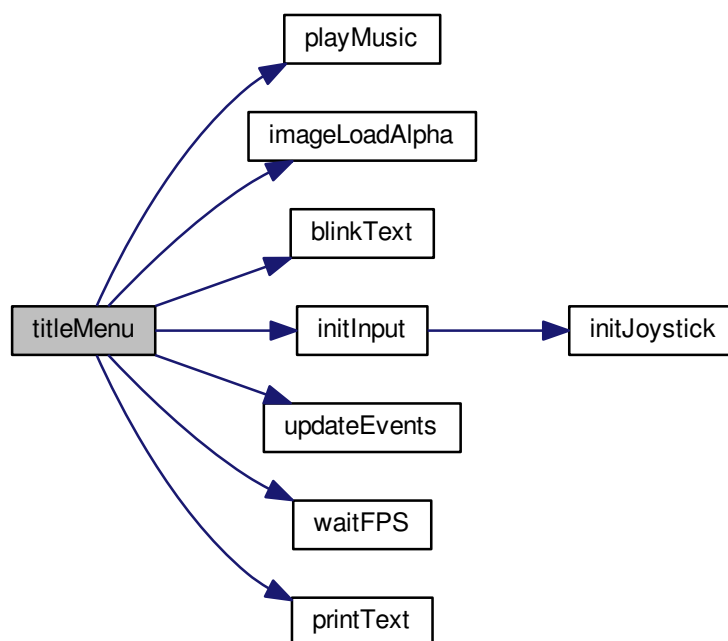 playMusic
imageLoadAlpha
blinkText
titleMenu
initInput
initJoystick
updateEvents
waitFPS
printText